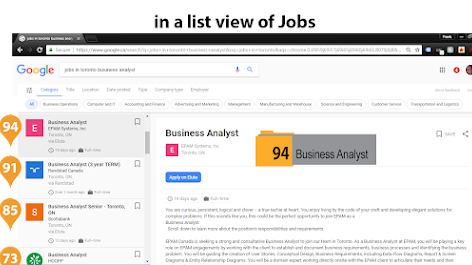 in a list view of Jobs
Frank
Secure
https://www.google.ca/search?q=jobs+in+toronto+business+analyst
Google
jobs in toronto business analyst
Category Title Location Date posted Type Company type Employer
Send feedback
All Business Operations Computer and IT Accounting and Finance Advertising and Marketing Management Manufacturing and Warehouse Science and Engineering Customer Service Transportation and Logistics
94
E
Business Analyst
EPAM Systems, Inc
Toronto, ON
via Eluta
19 days ago Full-time
91
Business Analyst (3 year TERM)
Randstad Canada
Toronto, ON
via Randstad
Over 1 month ago Full-time
85
S
Business Analyst Senior - Toronto, ON
Scotiabank
Toronto, ON
via Eluta
12 days ago Full-time
73
Business Analyst
HOOPP
Business Analyst
SAVE
E
EPAM Systems, Inc
Toronto, ON
94 Business Analyst
Apply on Eluta
19 days ago Full-time
You are curious, persistent, logical and clever - a true techie at heart. You enjoy living by the code of your craft and developing elegant solutions for
complex problems. If this sounds like you, this could be the perfect opportunity to join EPAM as a
Business Analyst.
Scroll down to learn more about the position's responsibilities and requirements.
EPAM Canada is seeking a strong and consultative Business Analyst to join our team in Toronto. As a Business Analyst at EPAM, you will be playing a key
role on EPAM engagements by working with the client to establish and document business requirements, business processes and identifying the business
problem. You will be guiding the creation of User Stories, Conceptual Design, Business Requirements, including Data-Flow Diagrams, Report & Screen
Diagrams & Entity Relationship Diagrams. You will be a domain expert working directly onsite with the EPAM client to articulate their needs and then